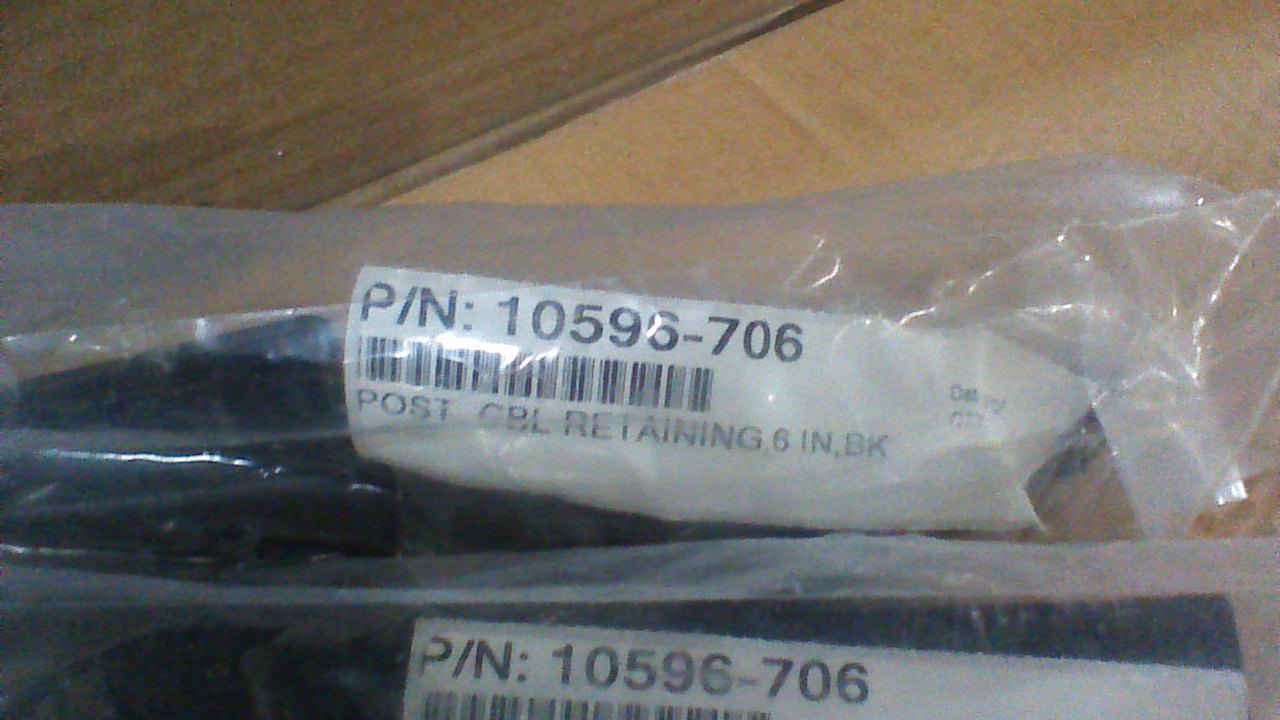 P/N: 10596-706
POST, CBL RETAINING,6 IN,BK
P/N: 10596-706